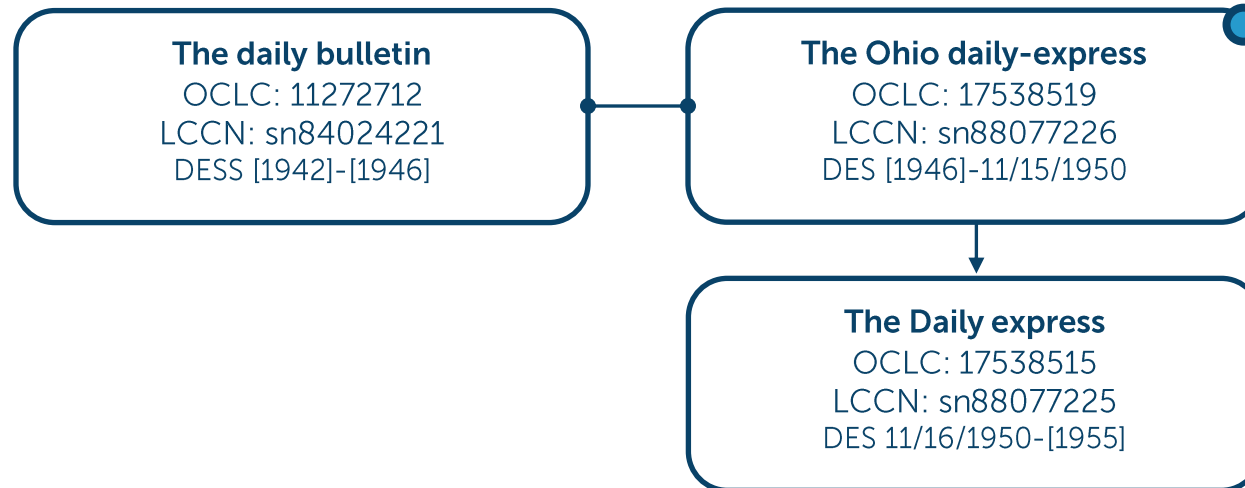 The daily bulletin
OCLC: 11272712
LCCN: sn84024221
DESS [1942]-[1946]
The Ohio daily-express
OCLC: 17538519
LCCN: sn88077226
DES [1946]-11/15/1950
The Daily express
OCLC: 17538515
LCCN: sn88077225
DES 11/16/1950-[1955]